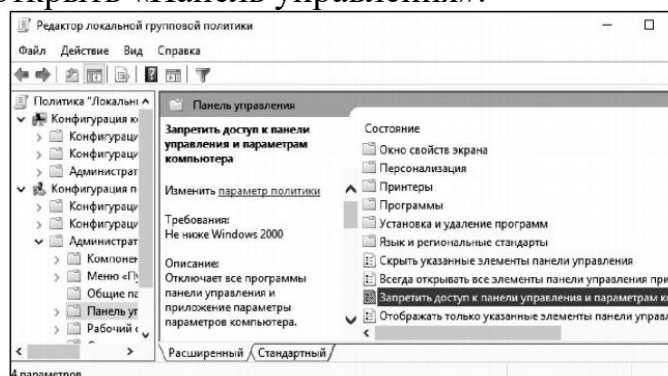 открыть «Панель управления».
Редактор локальной групповой политики
Файл Действие Вид Справка
Политика "Локальн
Конфигурация к
Конфигураци
Конфигураци
Администрат
Конфигурация п
Конфигураци
Конфигураци
Администрат
Компонен
Меню «П
Общие па
Панель уп
Рабочий с
Панель управления
Запретить доступ к панели
управления и параметрам
компьютера
Изменить параметр политики
Требования:
Не ниже Windows 2000
Описание:
Отключает все программы
панели управления и
приложение параметры
параметров компьютера.
Состояние
Окно свойств экрана
Персонализация
Принтеры
Программы
Установка и удаление программ
Язык и региональные стандарты
Скрыть указанные элементы панели управления
Всегда открывать все элементы панели управления при
Запретить доступ к панели управления и параметрам к
Отображать только указанные элементы панели управл
Расширенный Стандартный
4 параметров